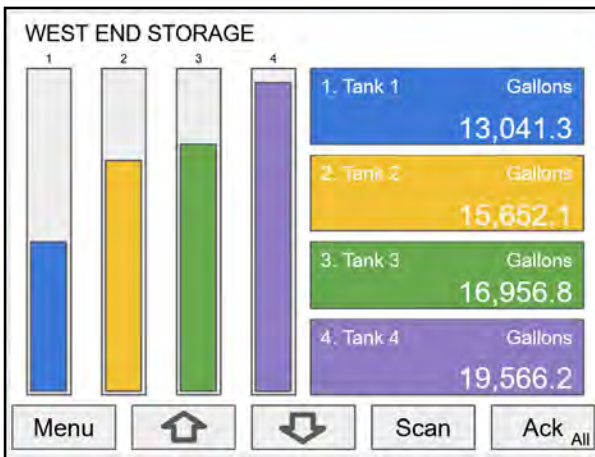 WEST END STORAGE
1 2 3 4
1. Tank 1 Gallons
13,041.3
2. Tank 2 Gallons
15,652.1
3. Tank 3 Gallons
16,956.8
4. Tank 4 Gallons
19,566.2
Menu Scan Ack All